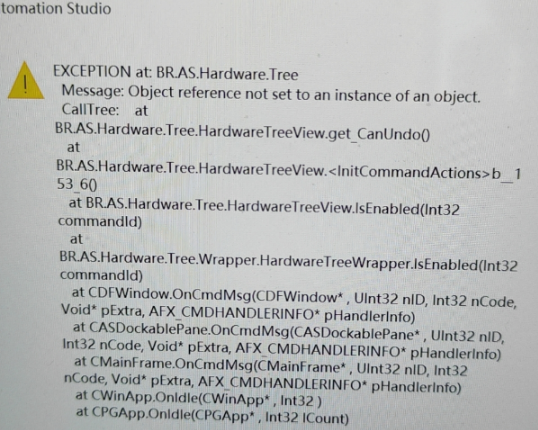 tomation Studio
EXCEPTION at: BR.AS.Hardware.Tree
Message: Object reference not set to an instance of an object.
CallTree: at
BR.AS.Hardware.Tree.HardwareTreeView.get_CanUndo()
at
BR.AS.Hardware.Tree.HardwareTreeView.<InitCommandActions>b__1
53_6()
at BR.AS.Hardware.Tree.HardwareTreeView.IsEnabled(Int32
commandId)
at
BR.AS.Hardware.Tree.Wrapper.HardwareTreeWrapper.IsEnabled(Int32
commandId)
at CDFWindow.OnCmdMsg(CDFWindow* , UInt32 nID, Int32 nCode,
Void* pExtra, AFX_CMDHANDLERINFO* pHandlerInfo)
at CASDockablePane.OnCmdMsg(CASDockablePane* , UInt32 nID,
Int32 nCode, Void* pExtra, AFX_CMDHANDLERINFO* pHandlerInfo)
at CMainFrame.OnCmdMsg(CMainFrame* , UInt32 nID, Int32
nCode, Void* pExtra, AFX_CMDHANDLERINFO* pHandlerInfo)
at CWinApp.OnIdle(CWinApp* , Int32 )
at CPGApp.OnIdle(CPGApp* , Int32 lCount)